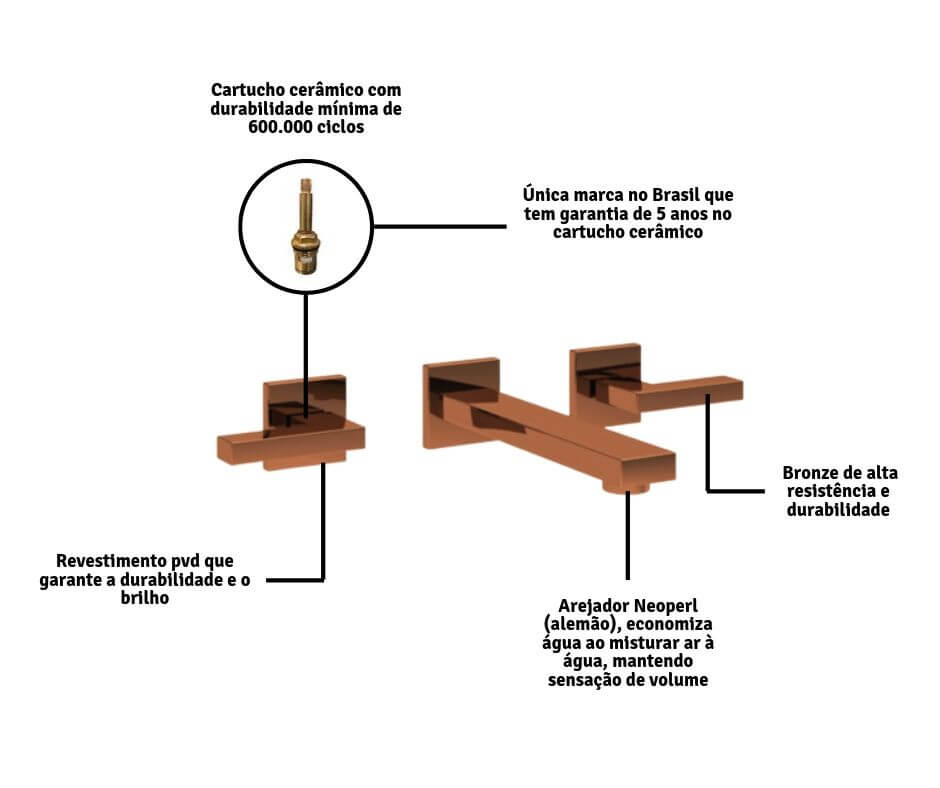 Cartucho cerâmico com
durabilidade mínima de
600.000 ciclos
Única marca no Brasil que
tem garantia de 5 anos no
cartucho cerâmico
Bronze de alta
resistência e
durabilidade
Revestimento pvd que
garante a durabilidade e o
brilho
Arejador Neoperl
(alemão), economiza
água ao misturar ar à
água, mantendo
sensação de volume